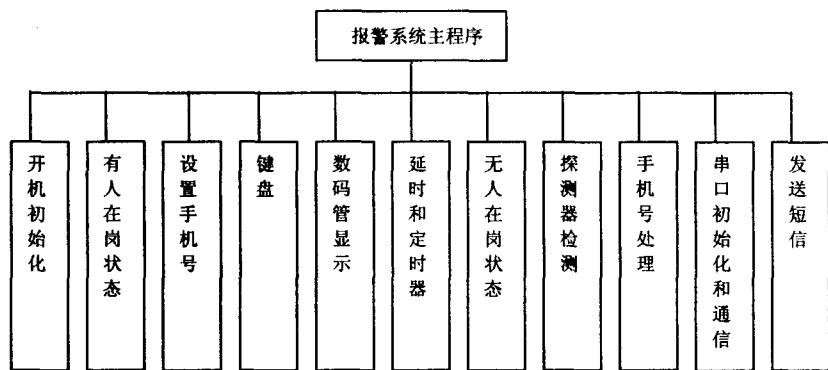 报警系统主程序
开机初始化
有人在岗状态
设置手机号
键盘
数码管显示
延时和定时器
无人在岗状态
探测器检测
手机号处理
串口初始化和通信
发送短信